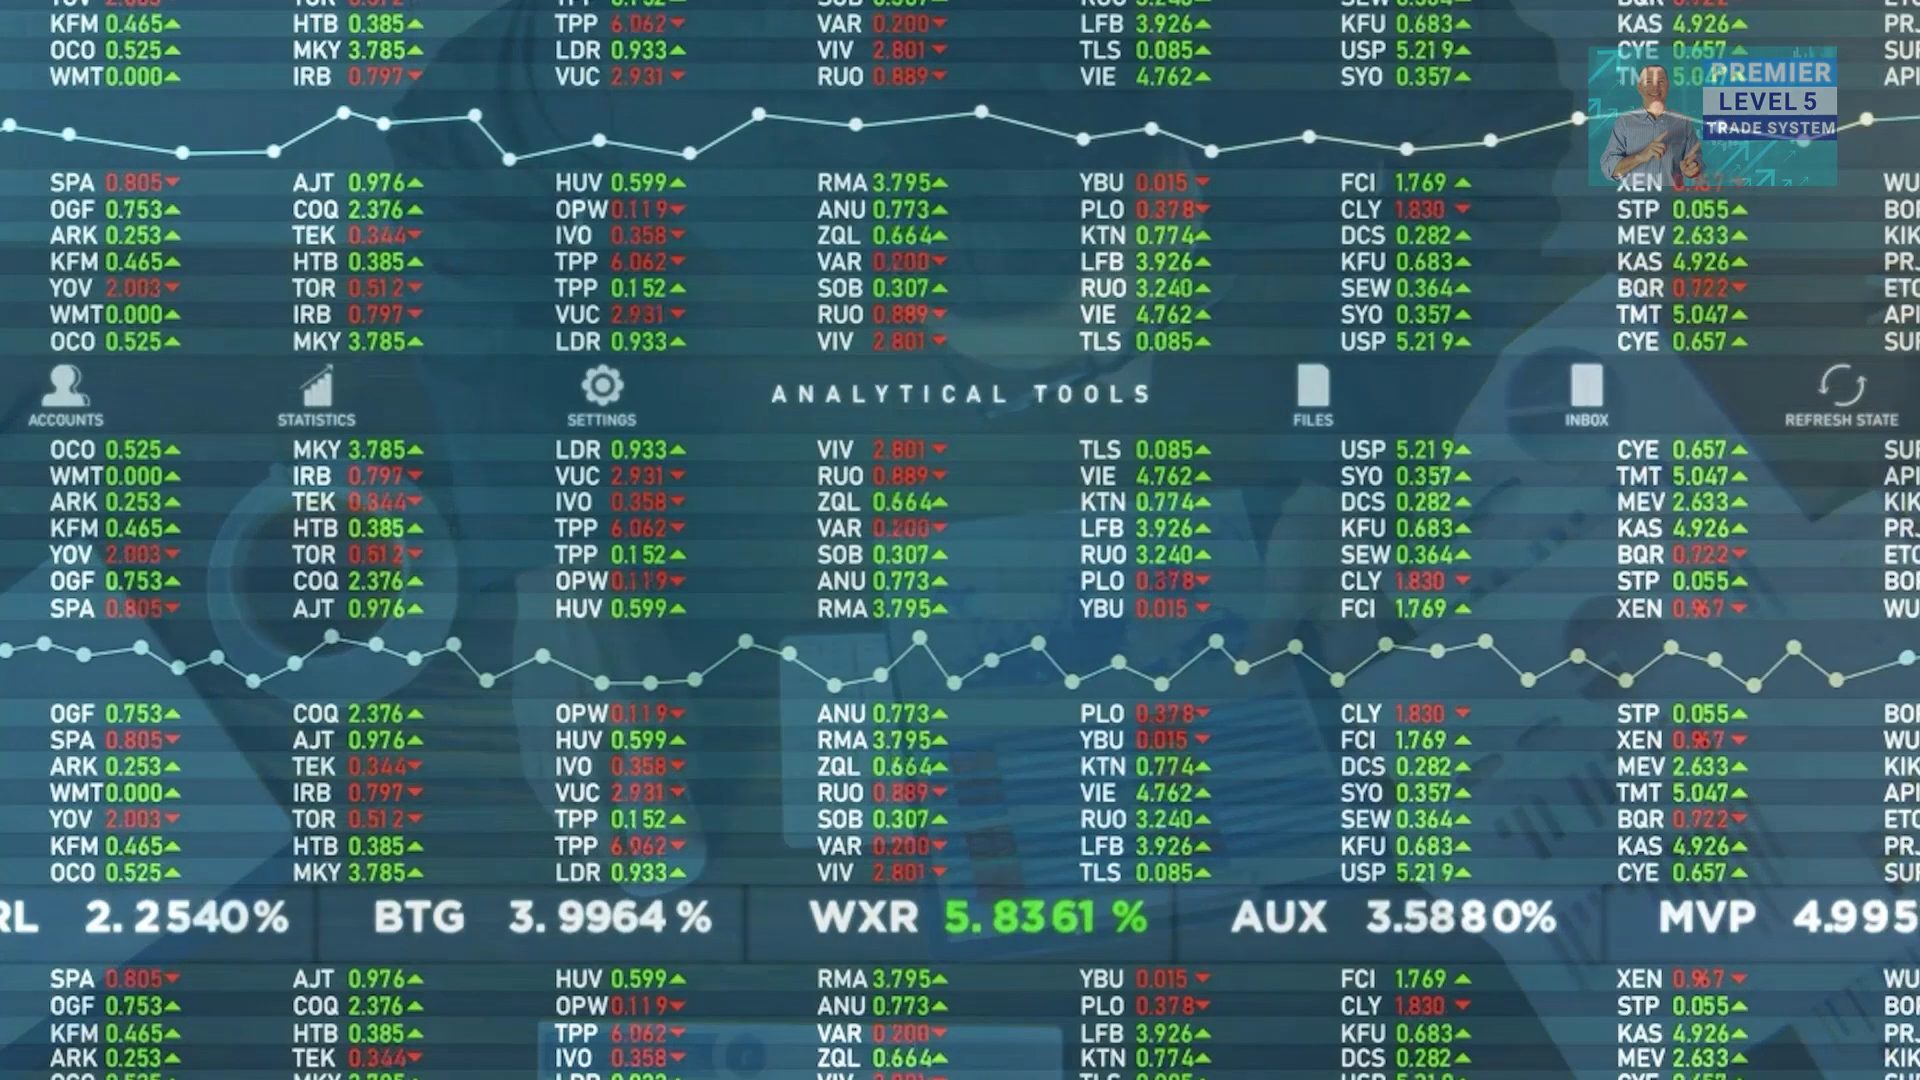 KFM 0.465 HTB 0.385 TPP 6.062 VAR 0.200 LFB 3.926 KFU 0.683 KAS 4.926
OCO 0.525 MKY 3.785 LDR 0.933 VIV 2.801 TLS 0.085 USP 5.219 CYE 0.657
WMT 0.000 IRB 0.797 VUC 2.931 RUO 0.889 VIE 4.762 SYO 0.357
PREMIER
LEVEL 5
TRADE SYSTEM
SPA 0.805 AJT 0.976 HUV 0.599 RMA 3.795 YBU 0.015 FCI 1.769 XEN
OGF 0.753 COQ 2.376 OPW 0.119 ANU 0.773 PLO 0.378 CLY 1.830 STP 0.055
ARK 0.253 TEK 0.344 IVO 0.358 ZQL 0.664 KTN 0.774 DCS 0.282 MEV 2.633
KFM 0.465 HTB 0.385 TPP 6.062 VAR 0.200 LFB 3.926 KFU 0.683 KAS 4.926
YOV 2.003 TOR 0.512 TPP 0.152 SOB 0.307 RUO 3.240 SEW 0.364 BQR 0.722
WMT 0.000 IRB 0.797 VUC 2.931 RUO 0.889 VIE 4.762 SYO 0.357 TMT 5.047
OCO 0.525 MKY 3.785 LDR 0.933 VIV 2.801 TLS 0.085 USP 5.219 CYE 0.657
ANALYTICAL TOOLS
ACCOUNTS STATISTICS SETTINGS FILES INBOX REFRESH STATE
OCO 0.525 MKY 3.785 LDR 0.933 VIV 2.801 TLS 0.085 USP 5.219 CYE 0.657
WMT 0.000 IRB 0.797 VUC 2.931 RUO 0.889 VIE 4.762 SYO 0.357 TMT 5.047
ARK 0.253 TEK 0.344 IVO 0.358 ZQL 0.664 KTN 0.774 DCS 0.282 MEV 2.633
KFM 0.465 HTB 0.385 TPP 6.062 VAR 0.200 LFB 3.926 KFU 0.683 KAS 4.926
YOV 2.003 TOR 0.512 TPP 0.152 SOB 0.307 RUO 3.240 SEW 0.364 BQR 0.722
OGF 0.753 COQ 2.376 OPW 0.119 ANU 0.773 PLO 0.378 CLY 1.830 STP 0.055
SPA 0.805 AJT 0.976 HUV 0.599 RMA 3.795 YBU 0.015 FCI 1.769 XEN 0.967
OGF 0.753 COQ 2.376 OPW 0.119 ANU 0.773 PLO 0.378 CLY 1.830 STP 0.055
SPA 0.805 AJT 0.976 HUV 0.599 RMA 3.795 YBU 0.015 FCI 1.769 XEN 0.967
ARK 0.253 TEK 0.344 IVO 0.358 ZQL 0.664 KTN 0.774 DCS 0.282 MEV 2.633
WMT 0.000 IRB 0.797 VUC 2.931 RUO 0.889 VIE 4.762 SYO 0.357 TMT 5.047
YOV 2.003 TOR 0.512 TPP 0.152 SOB 0.307 RUO 3.240 SEW 0.364 BQR 0.722
KFM 0.465 HTB 0.385 TPP 6.062 VAR 0.200 LFB 3.926 KFU 0.683 KAS 4.926
OCO 0.525 MKY 3.785 LDR 0.933 VIV 2.801 TLS 0.085 USP 5.219 CYE 0.657
RL 2.2540% BTG 3.9964% WXR 5.8361% AUX 3.5880% MVP 4.995
SPA 0.805 AJT 0.976 HUV 0.599 RMA 3.795 YBU 0.015 FCI 1.769 XEN 0.967
OGF 0.753 COQ 2.376 OPW 0.119 ANU 0.773 PLO 0.378 CLY 1.830 STP 0.055
KFM 0.465 HTB 0.385 TPP 6.062 VAR 0.200 LFB 3.926 KFU 0.683 KAS 4.926
ARK 0.253 TEK 0.344 IVO 0.358 ZQL 0.664 KTN 0.774 DCS 0.282 MEV 2.633